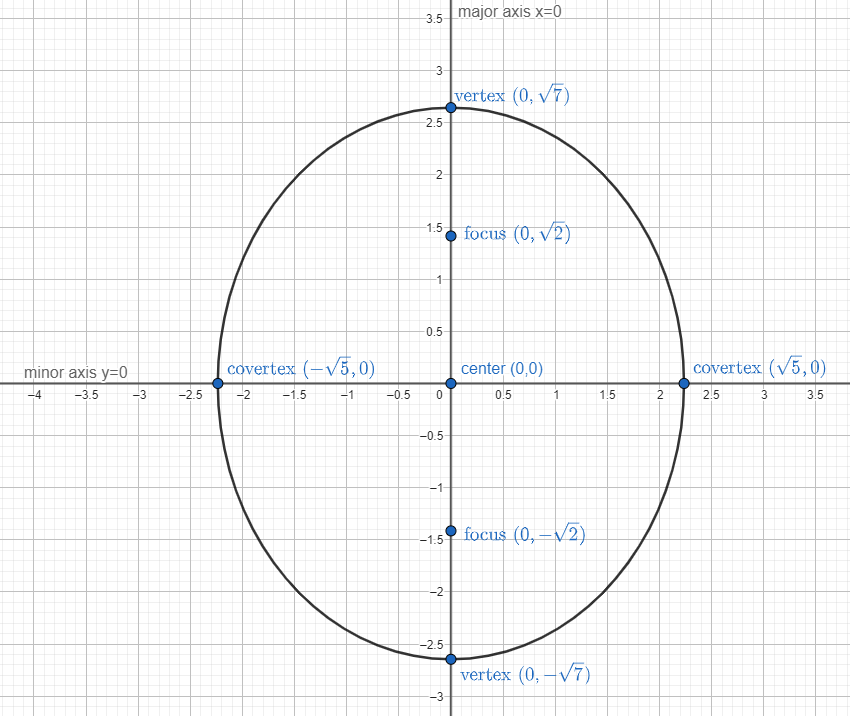 major axis x=0
3.5
3
vertex (0, √7)
2.5
2
1.5
focus (0, √2)
1
0.5
minor axis y=0
covertex (−√5, 0)
center (0,0)
covertex (√5, 0)
−4 −3.5 −3 −2.5 −2 −1.5 −1 −0.5 0 0.5 1 1.5 2 2.5 3 3.5
−0.5
−1
−1.5
focus (0, −√2)
−2
−2.5
vertex (0, −√7)
−3